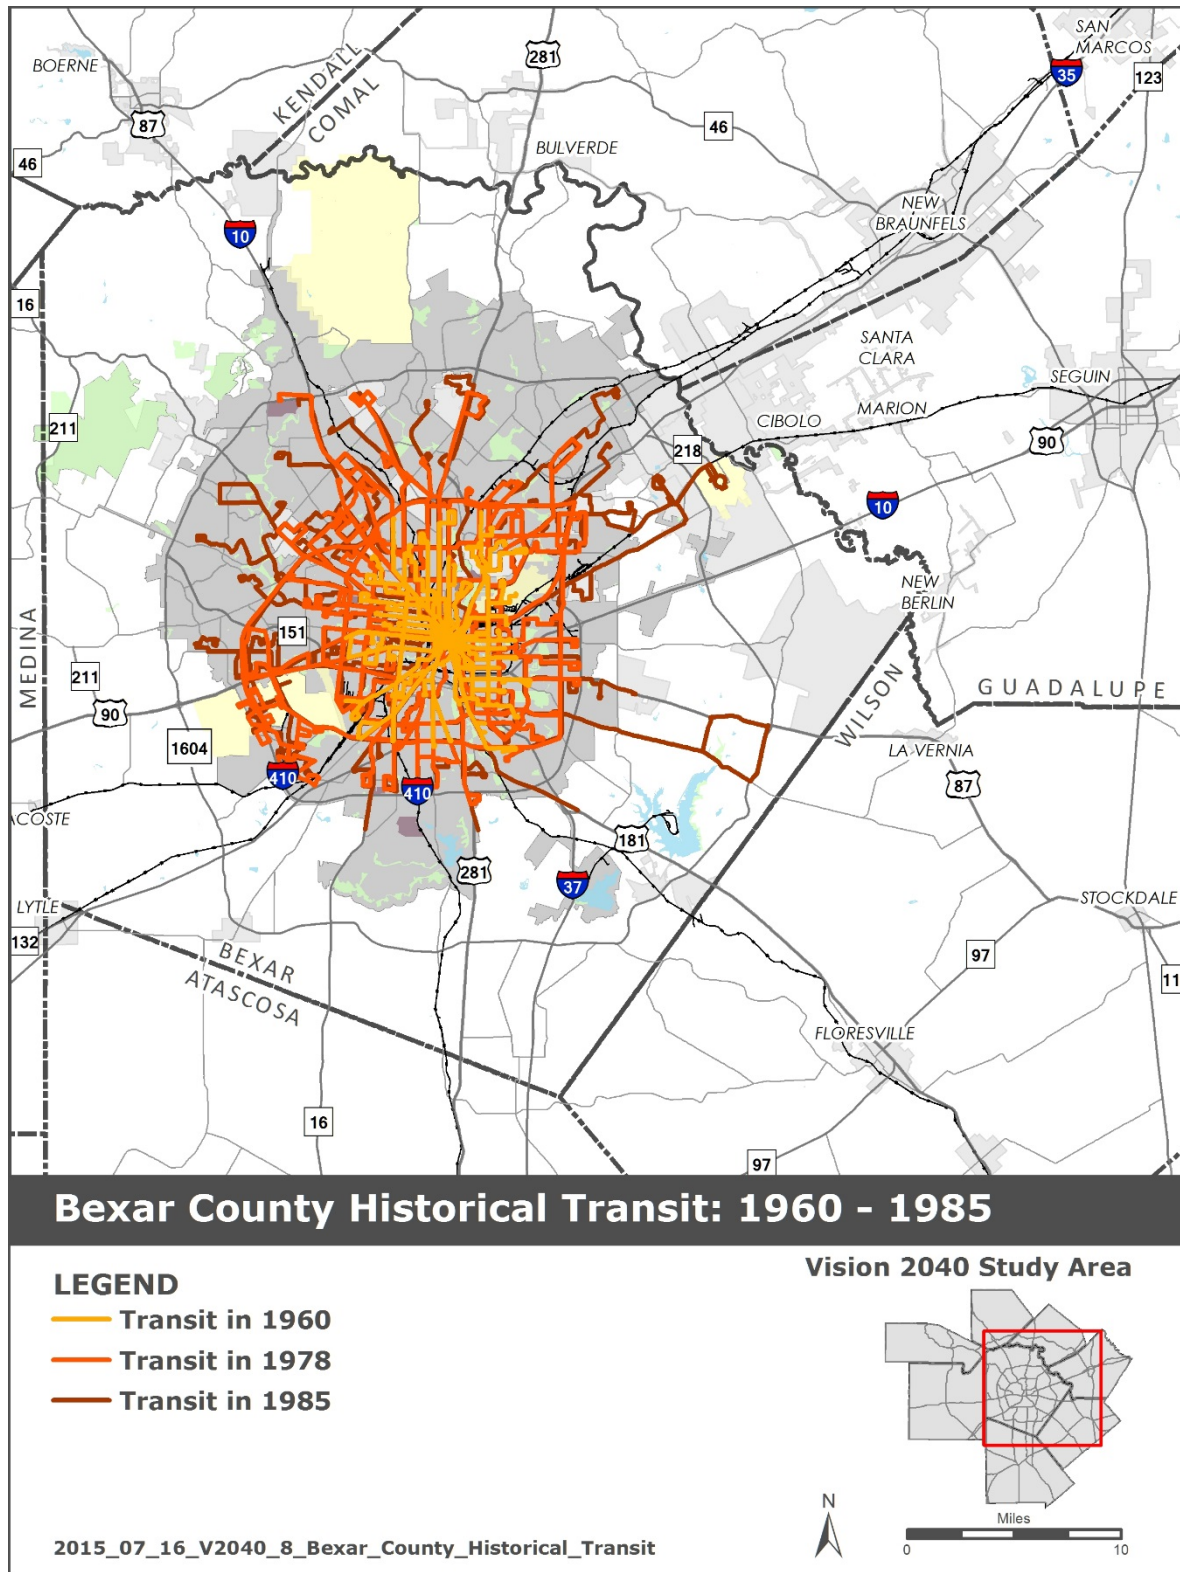 SAN
MARCOS
BOERNE
281
35
123
KENDALL
COMAL
87
46
46
BULVERDE
NEW
BRAUNFELS
10
16
SANTA
CLARA
SEGUIN
MARION
CIBOLO
211
218
90
10
NEW
BERLIN
151
MEDINA
211
90
GUADALUPE
WILSON
1604
LA VERNIA
87
410
410
ACOSTE
181
281
37
LYTLE
STOCKDALE
132
97
BEXAR
ATASCOSA
11
FLORESVILLE
16
97
Bexar County Historical Transit: 1960 - 1985
LEGEND
Transit in 1960
Transit in 1978
Transit in 1985
Vision 2040 Study Area
N
Miles
0 10
2015_07_16_V2040_8_Bexar_County_Historical_Transit